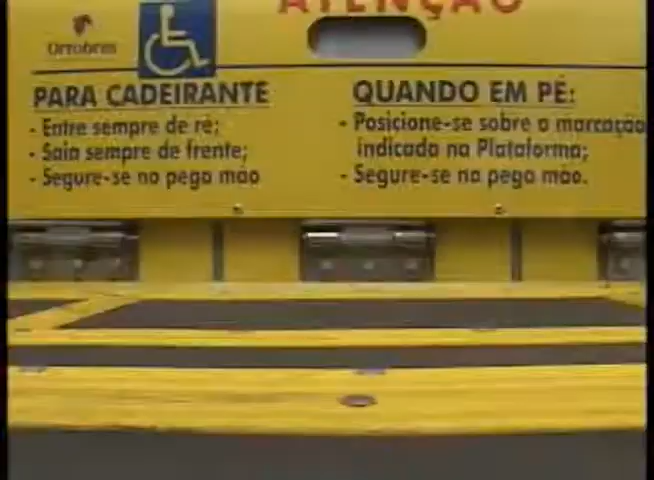 ATENÇÃO
Ortobras
PARA CADEIRANTE
- Entre sempre de ré;
- Saia sempre de frente;
- Segure-se no pega mão
QUANDO EM PÉ:
- Posicione-se sobre a marcação
indicada na Plataforma;
- Segure-se no pega mão.